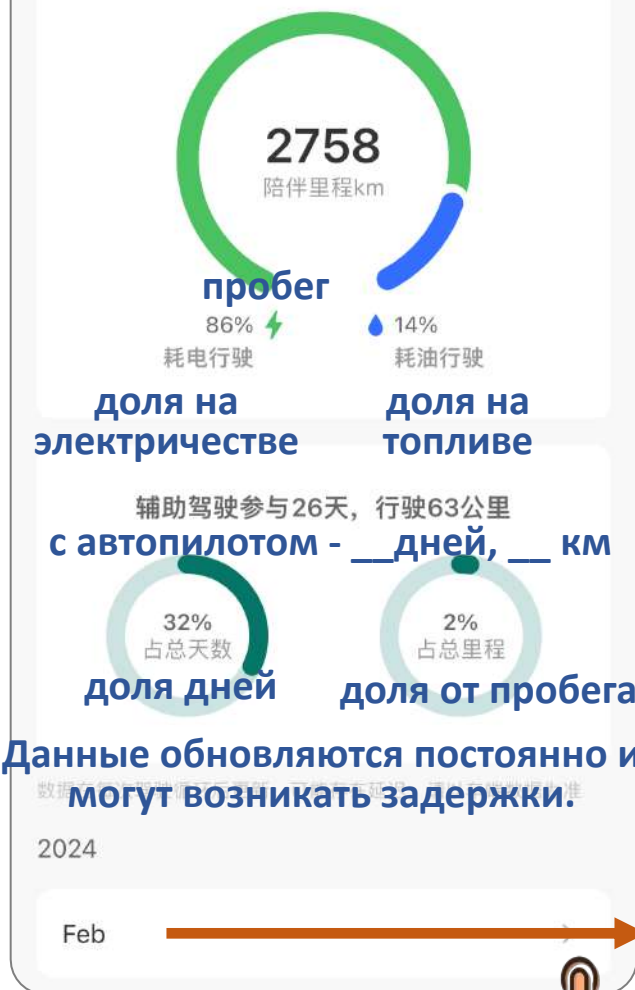 2758
陪伴里程km
пробег
86%
14%
耗电行驶
耗油行驶
доля на
электричестве
доля на
топливе
辅助驾驶参与26天，行驶63公里
с автопилотом - __дней, __ км
32%
占总天数
2%
占总里程
доля дней
доля от пробега
Данные обновляются постоянно и
могут возникать задержки.
2024
Feb